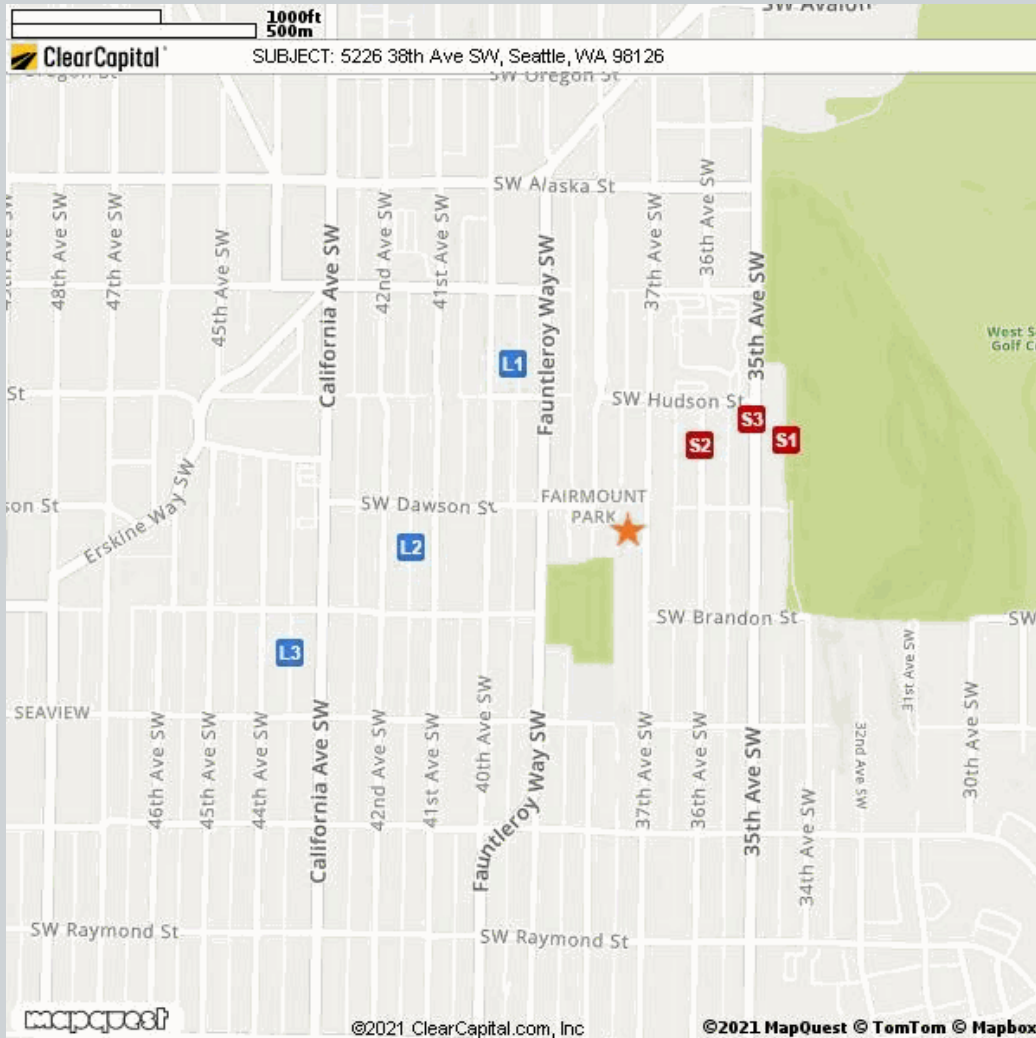 1000ft
500m
SW Avalon
ClearCapital
SUBJECT: 5226 38th Ave SW, Seattle, WA 98126
SW Oregon St
SW Alaska St
48th Ave SW
47th Ave SW
45th Ave SW
California Ave SW
42nd Ave SW
41st Ave SW
Fauntleroy Way SW
37th Ave SW
36th Ave SW
35th Ave SW
West S
Golf C
L1
St
SW Hudson St
S3
S1
S2
SW Dawson St
FAIRMOUNT
PARK
son St
Erskine Way SW
L2
SW Brandon St
SW
L3
SEAVIEW
46th Ave SW
45th Ave SW
44th Ave SW
California Ave SW
42nd Ave SW
41st Ave SW
40th Ave SW
Fauntleroy Way SW
37th Ave SW
36th Ave SW
35th Ave SW
34th Ave SW
32nd Ave SW
31st Ave SW
30th Ave SW
SW Raymond St
SW Raymond St
mapquest
©2021 ClearCapital.com, Inc
©2021 MapQuest © TomTom © Mapbox